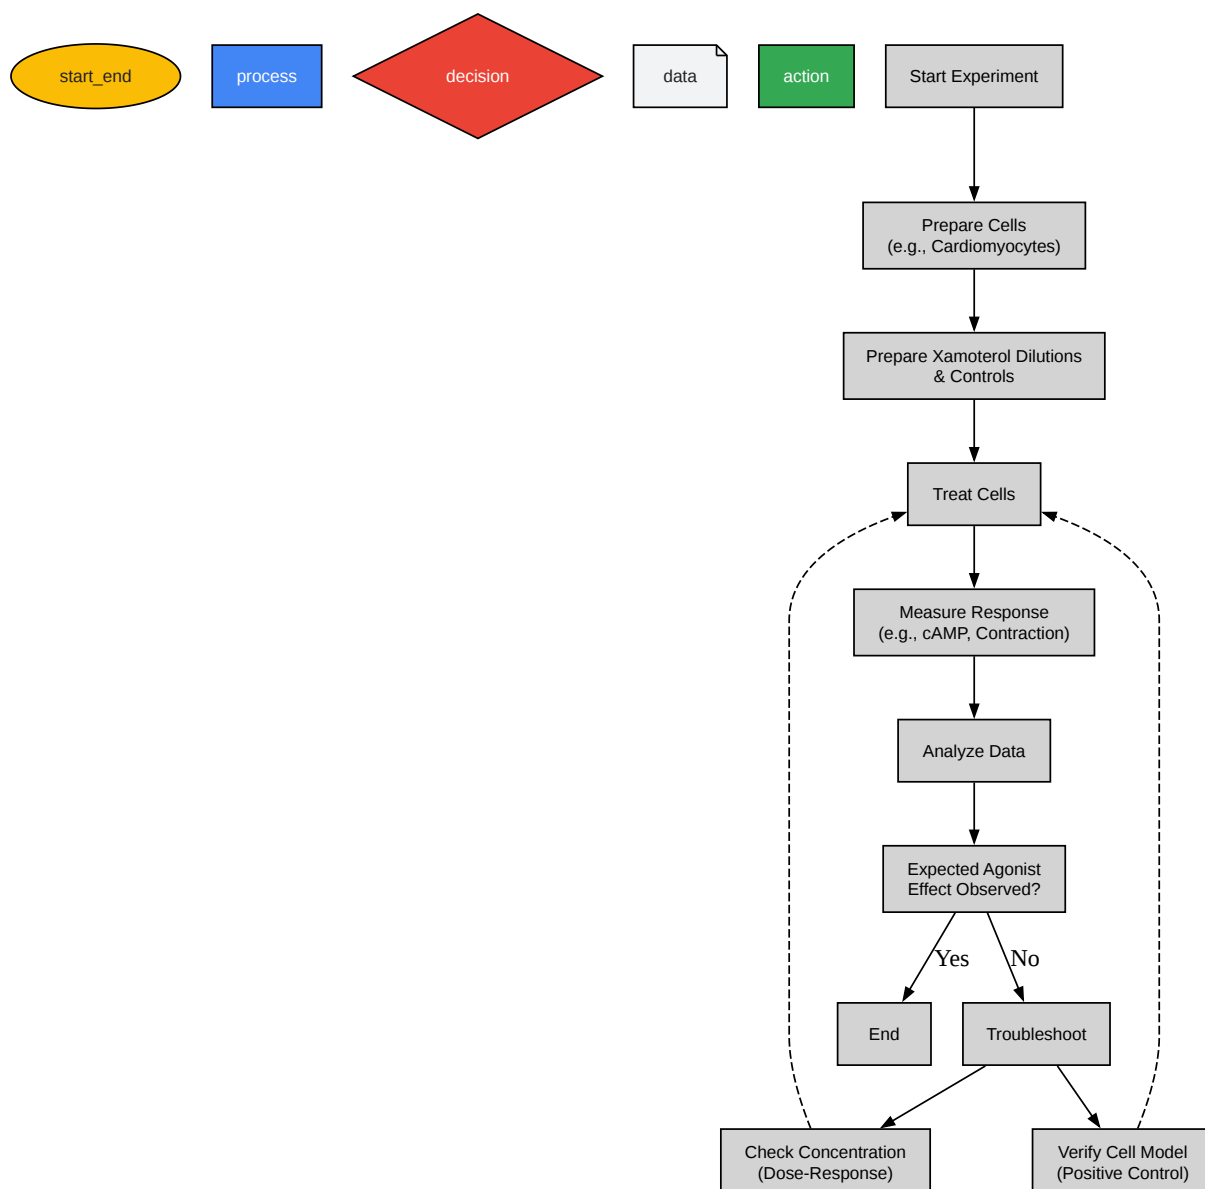 start_end
process
decision
data
action
Start Experiment
Prepare Cells
(e.g., Cardiomyocytes)
Prepare Xamoterol Dilutions
& Controls
Treat Cells
Measure Response
(e.g., cAMP, Contraction)
Analyze Data
Expected Agonist
Effect Observed?
Yes
No
End
Troubleshoot
Check Concentration
(Dose-Response)
Verify Cell Model
(Positive Control)